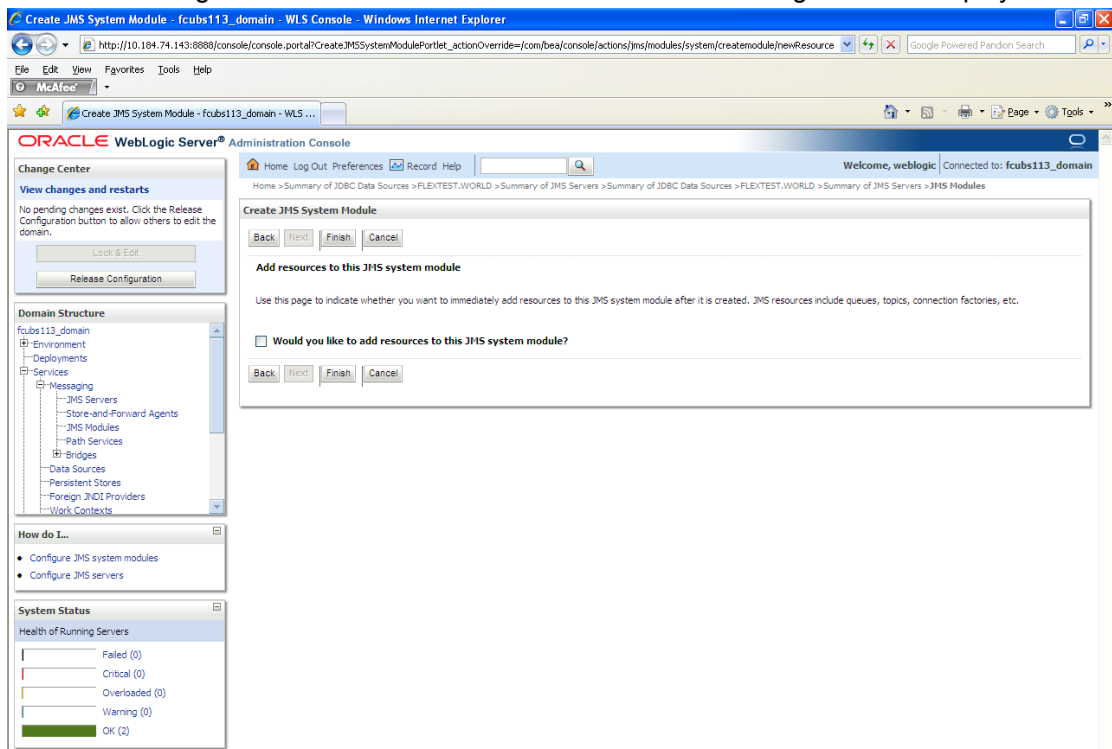 Create JMS System Module - fcubs113_domain - WLS Console - Windows Internet Explorer
http://10.184.74.143:8888/console/console.portal?CreateJMSSystemModulePortlet_actionOverride=/com/bea/console/actions/jms/modules/system/createmodule/newResource
Google Powered Pandion Search
File Edit View Favorites Tools Help
McAfee
Create JMS System Module - fcubs113_domain - WLS ...
Page Tools »
ORACLE WebLogic Server® Administration Console
Change Center
View changes and restarts
No pending changes exist. Click the Release
Configuration button to allow others to edit the
domain.
Lock & Edit
Release Configuration
Domain Structure
fcubs113_domain
Environment
Deployments
Services
Messaging
JMS Servers
Store-and-Forward Agents
JMS Modules
Path Services
Bridges
Data Sources
Persistent Stores
Foreign JNDI Providers
Work Contexts
How do I...
Configure JMS system modules
Configure JMS servers
System Status
Health of Running Servers
Failed (0)
Critical (0)
Overloaded (0)
Warning (0)
OK (2)
Home Log Out Preferences Record Help
Welcome, weblogic Connected to: fcubs113_domain
Home >Summary of JDBC Data Sources >FLEXTEST.WORLD >Summary of JMS Servers >Summary of JDBC Data Sources >FLEXTEST.WORLD >Summary of JMS Servers >JMS Modules
Create JMS System Module
Back Next Finish Cancel
Add resources to this JMS system module
Use this page to indicate whether you want to immediately add resources to this JMS system module after it is created. JMS resources include queues, topics, connection factories, etc.
Would you like to add resources to this JMS system module?
Back Next Finish Cancel